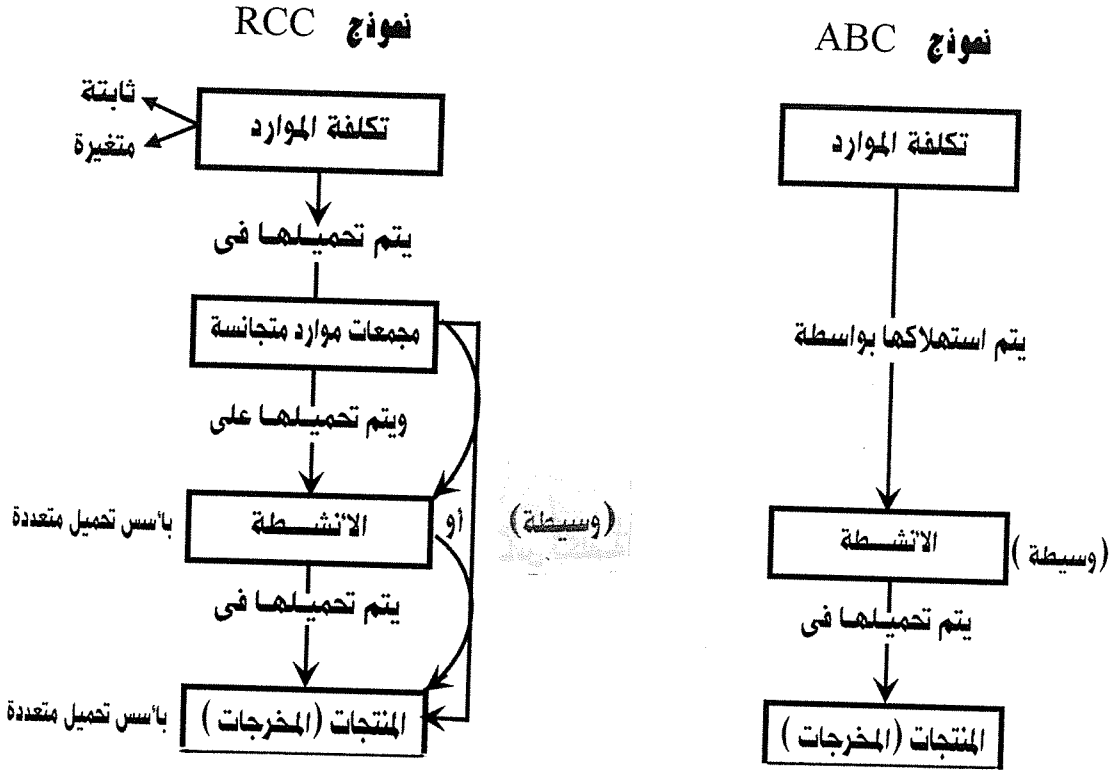 نموذج RCC
ثابتة
متغيرة
تكلفة الموارد
يتم تحميلها فى
مجمعات موارد متجانسة
ويتم تحميلها على
الأنشطة
بأسس تحميل متعددة
أو
(وسيطة)
يتم تحميلها فى
المنتجات (المخرجات)
بأسس تحميل متعددة
نموذج ABC
تكلفة الموارد
يتم استهلاكها بواسطة
الأنشطة
(وسيطة)
يتم تحميلها فى
المنتجات (المخرجات)